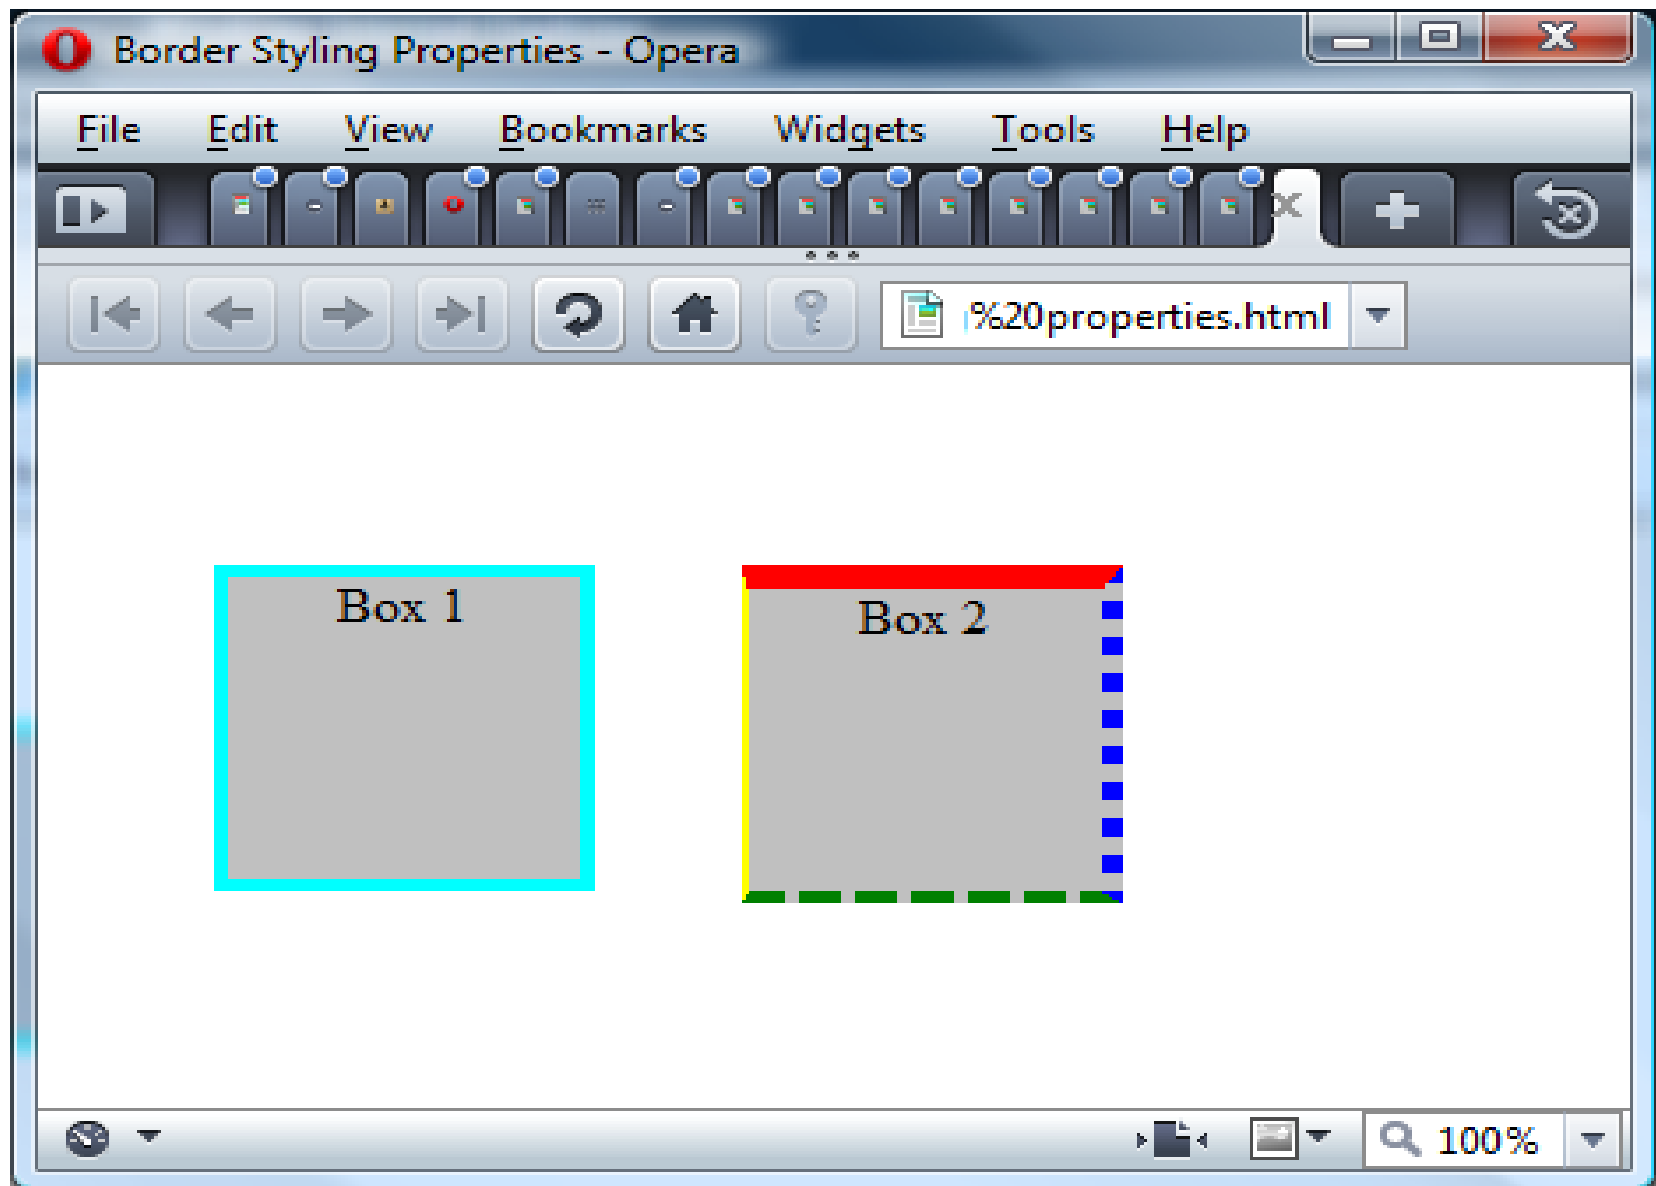 Border Styling Properties - Opera
File Edit View Bookmarks Widgets Tools Help
%20properties.html
Box 1
Box 2
100%